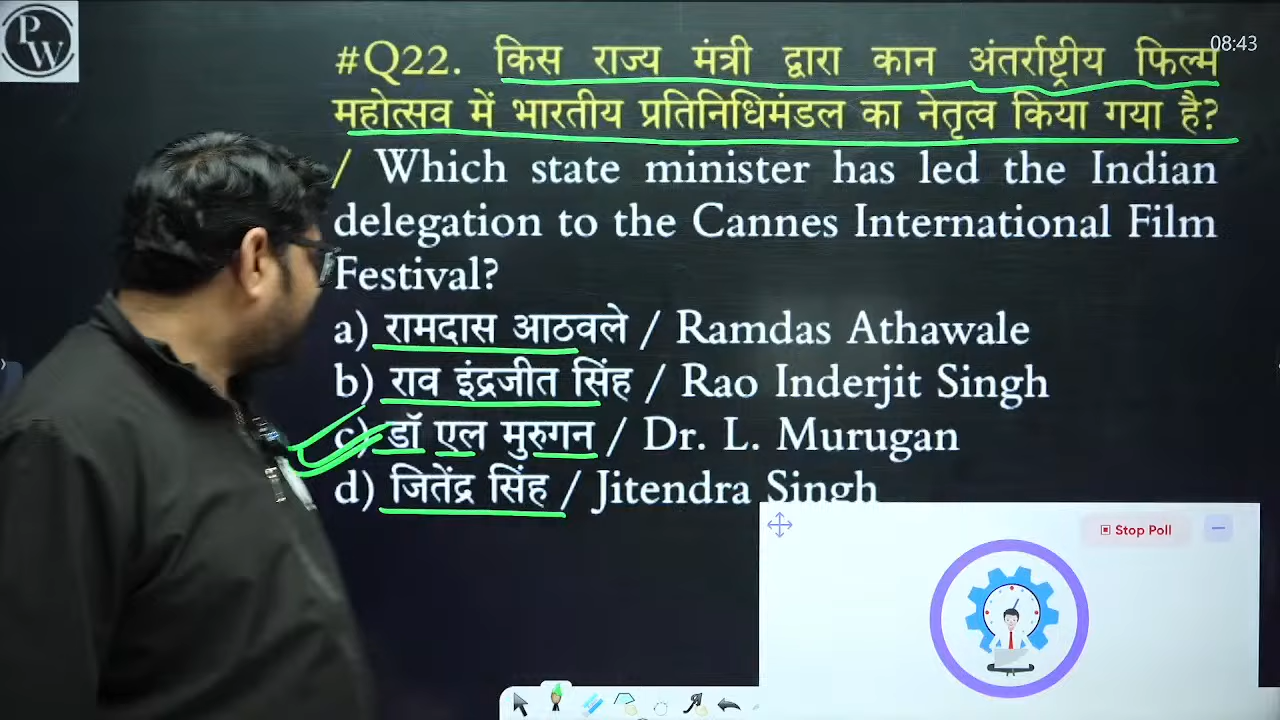 PW
08:43
#Q22. किस राज्य मंत्री द्वारा कान अंतर्राष्ट्रीय फिल्म
महोत्सव में भारतीय प्रतिनिधिमंडल का नेतृत्व किया गया है?
/ Which state minister has led the Indian
delegation to the Cannes International Film
Festival?
a) रामदास आठवले / Ramdas Athawale
b) राव इंद्रजीत सिंह / Rao Inderjit Singh
c) डॉ एल मुरुगन / Dr. L. Murugan
d) जितेंद्र सिंह / Jitendra Singh
Stop Poll